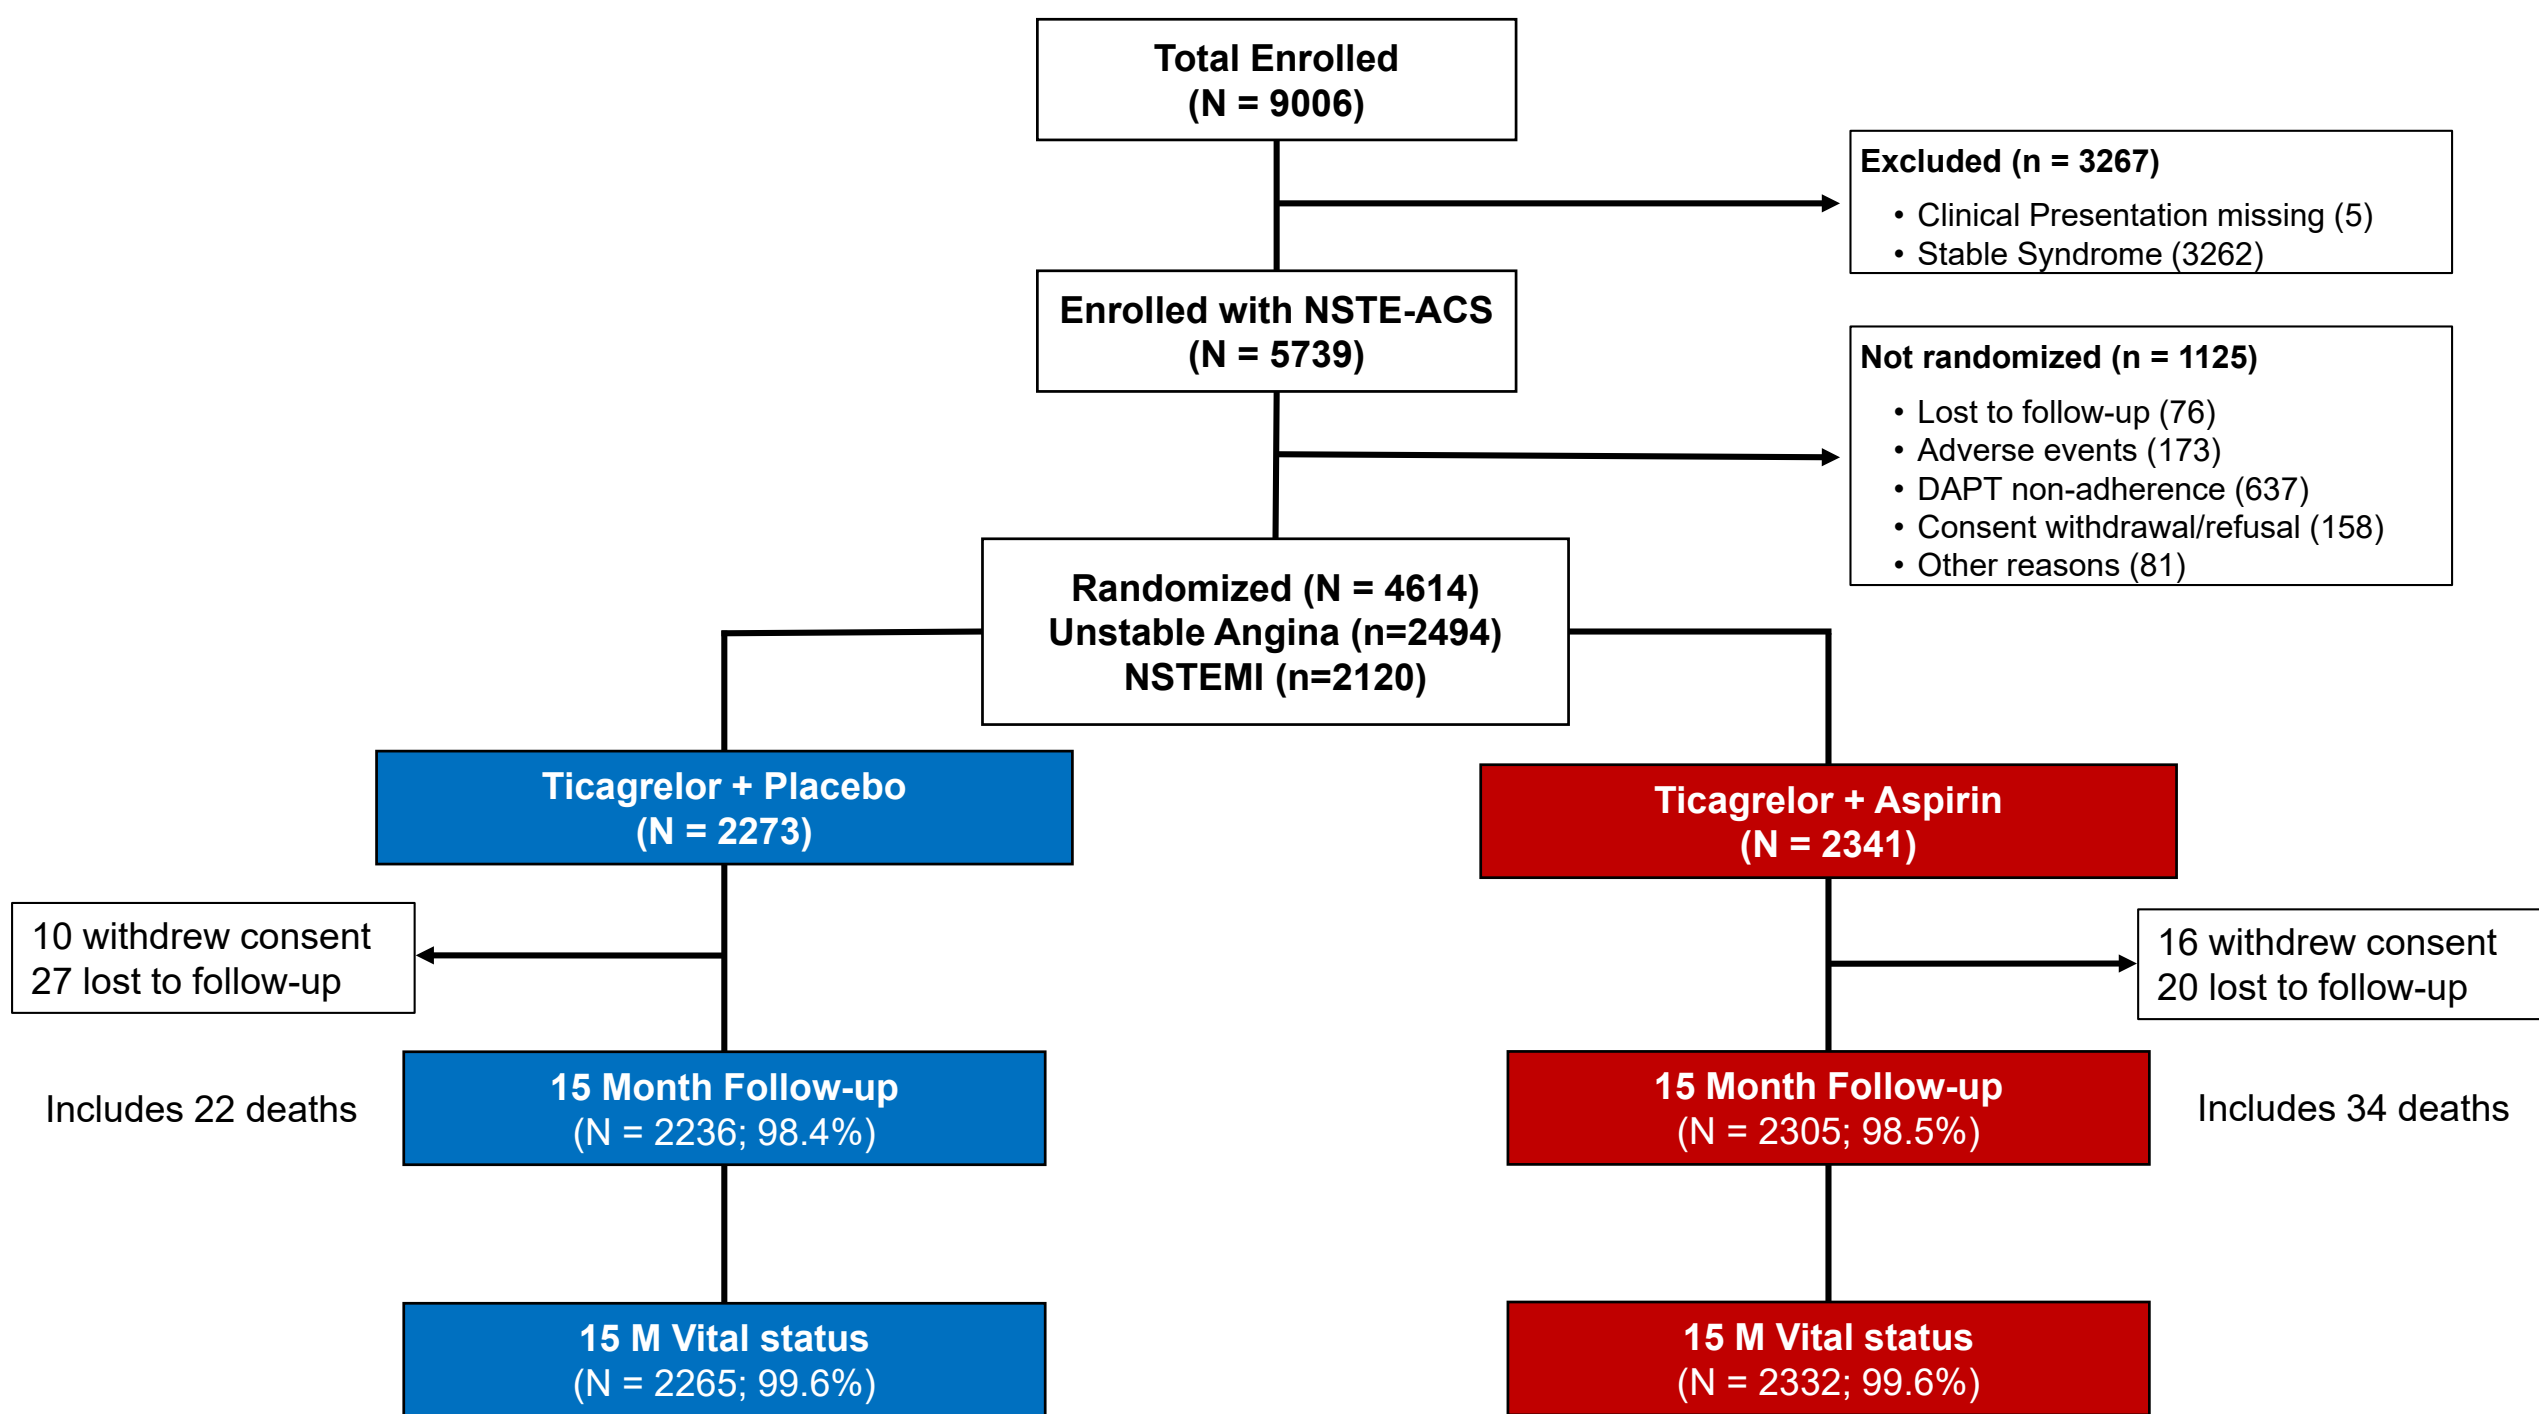 Total Enrolled
(N = 9006)
Excluded (n = 3267)
• Clinical Presentation missing (5)
• Stable Syndrome (3262)
Enrolled with NSTE-ACS
(N = 5739)
Not randomized (n = 1125)
• Lost to follow-up (76)
• Adverse events (173)
• DAPT non-adherence (637)
• Consent withdrawal/refusal (158)
• Other reasons (81)
Randomized (N = 4614)
Unstable Angina (n=2494)
NSTEMI (n=2120)
Ticagrelor + Placebo
(N = 2273)
Ticagrelor + Aspirin
(N = 2341)
10 withdrew consent
27 lost to follow-up
16 withdrew consent
20 lost to follow-up
Includes 22 deaths
15 Month Follow-up
(N = 2236; 98.4%)
15 Month Follow-up
(N = 2305; 98.5%)
Includes 34 deaths
15 M Vital status
(N = 2265; 99.6%)
15 M Vital status
(N = 2332; 99.6%)